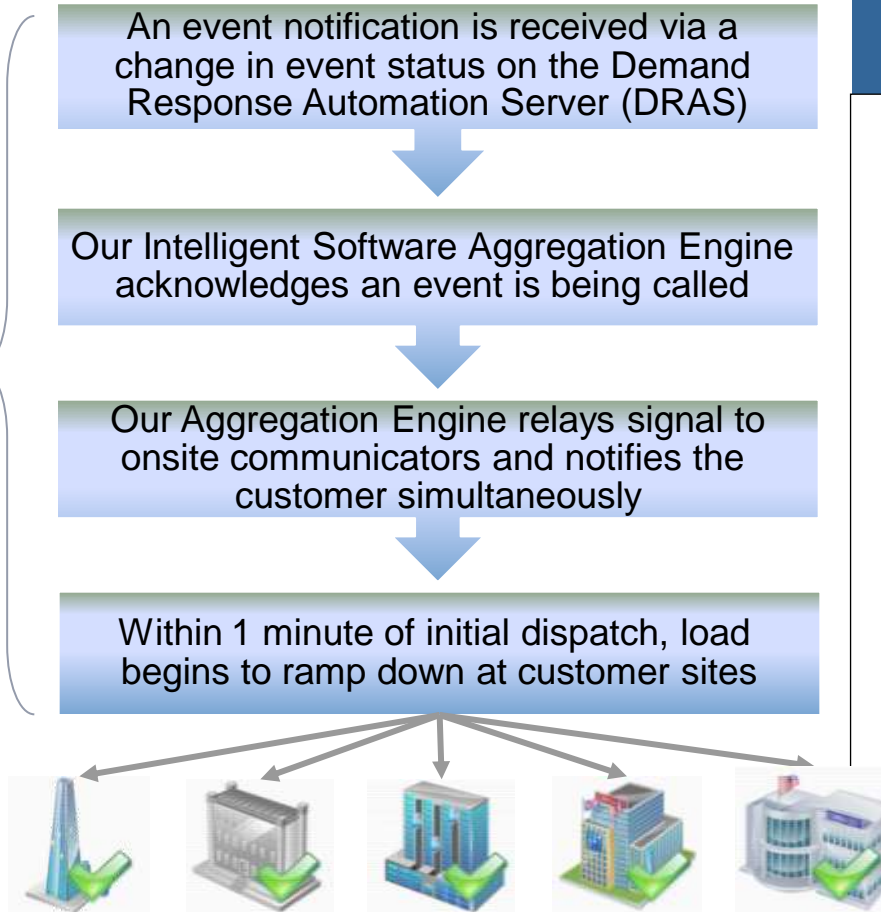 An event notification is received via a
change in event status on the Demand
Response Automation Server (DRAS)
Our Intelligent Software Aggregation Engine
acknowledges an event is being called
Our Aggregation Engine relays signal to
onsite communicators and notifies the
customer simultaneously
Within 1 minute of initial dispatch, load
begins to ramp down at customer sites